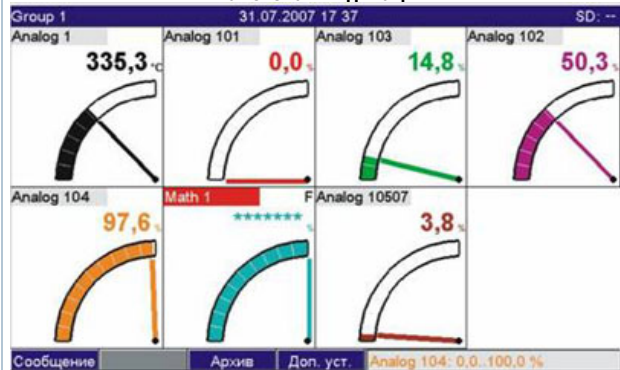 Group 1 31.07.2007 17 37 SD: --
Analog 1 Analog 101 Analog 103 Analog 102
335,3 °C 0,0 % 14,8 % 50,3 %
Analog 104 Math 1 F Analog 10507
97,6 % ******* % 3,8 %
Сообщение Архив Доп. уст. Analog 104: 0,0..100,0 %